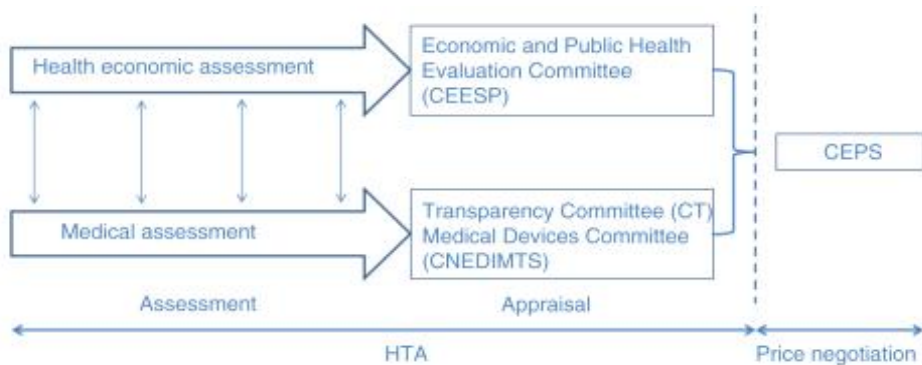 Health economic assessment
Economic and Public Health
Evaluation Committee
(CEESP)
CEPS
Medical assessment
Transparency Committee (CT)
Medical Devices Committee
(CNEDIMTS)
Assessment
Appraisal
HTA
Price negotiation